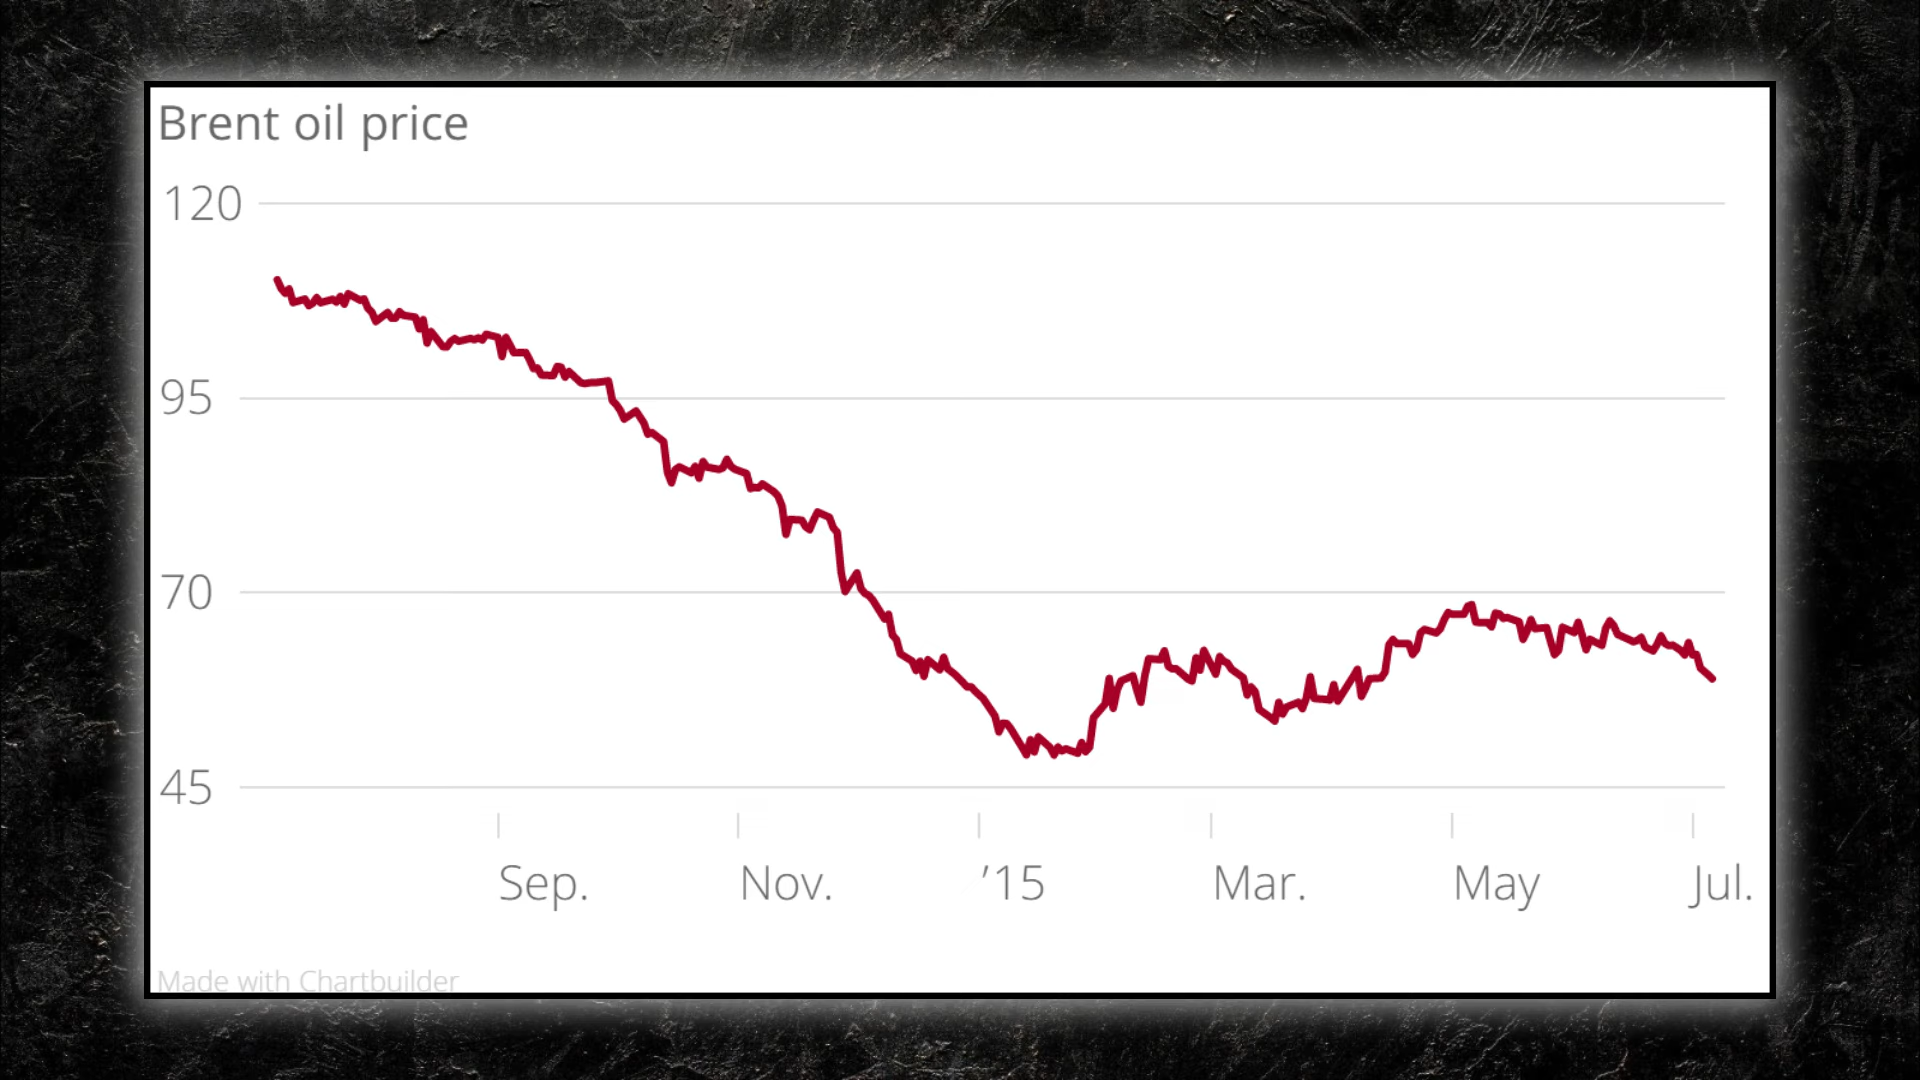 Brent oil price
120
95
70
45
Sep. Nov. ’15 Mar. May Jul.
Made with Chartbuilder